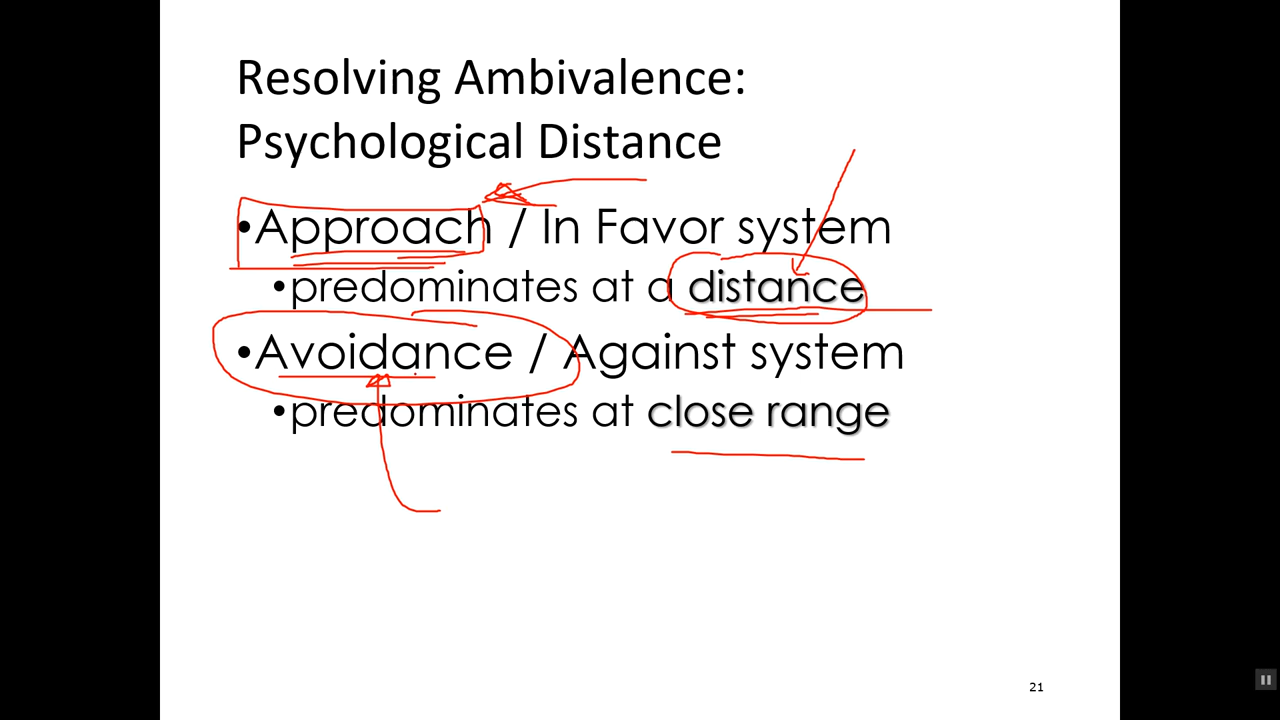 Resolving Ambivalence:
Psychological Distance
•Approach / In Favor system
•predominates at a distance
•Avoidance / Against system
•predominates at close range
21